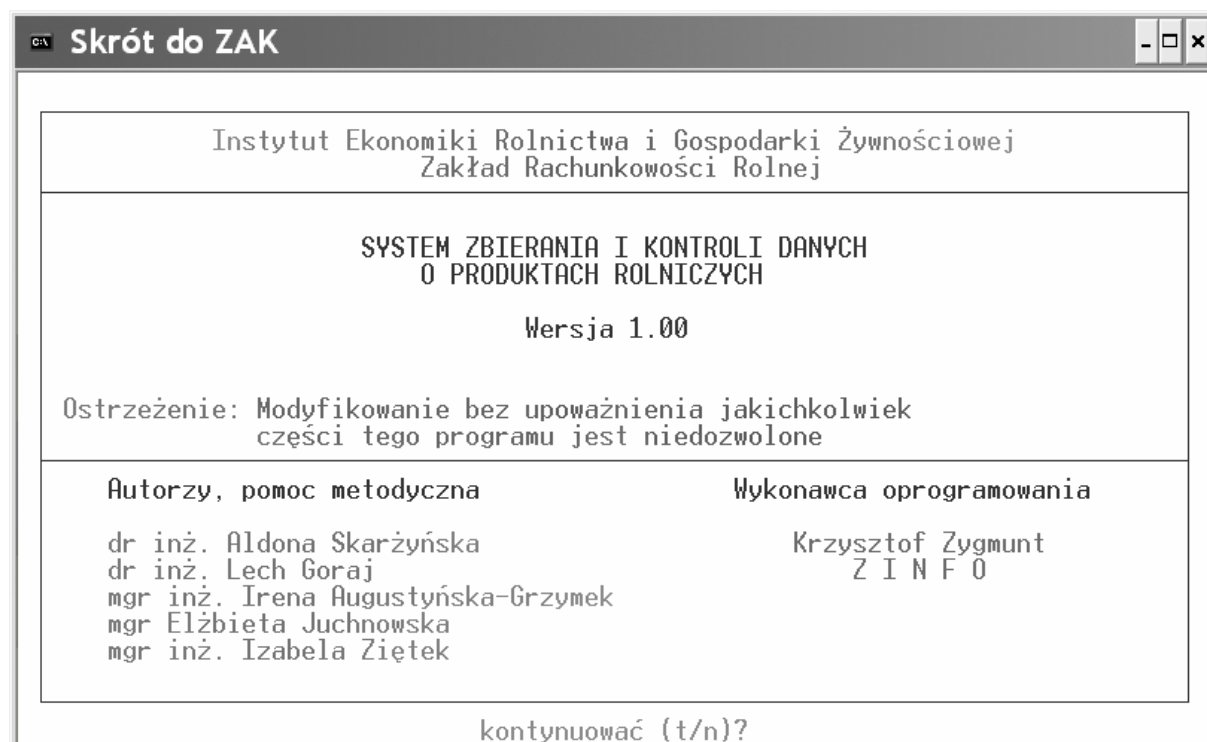 Skrót do ZAK
Instytut Ekonomiki Rolnictwa i Gospodarki Żywnościowej
Zakład Rachunkowości Rolnej
SYSTEM ZBIERANIA I KONTROLI DANYCH
O PRODUKTACH ROLNICZYCH
Wersja 1.00
Ostrzeżenie: Modyfikowanie bez upoważnienia jakichkolwiek
części tego programu jest niedozwolone
Autorzy, pomoc metodyczna
dr inż. Aldona Skarżyńska
dr inż. Lech Goraj
mgr inż. Irena Augustyńska-Grzymek
mgr Elżbieta Juchnowska
mgr inż. Izabela Ziętek
Wykonawca oprogramowania
Krzysztof Zygmunt
Z I N F O
kontynuować (t/n)?